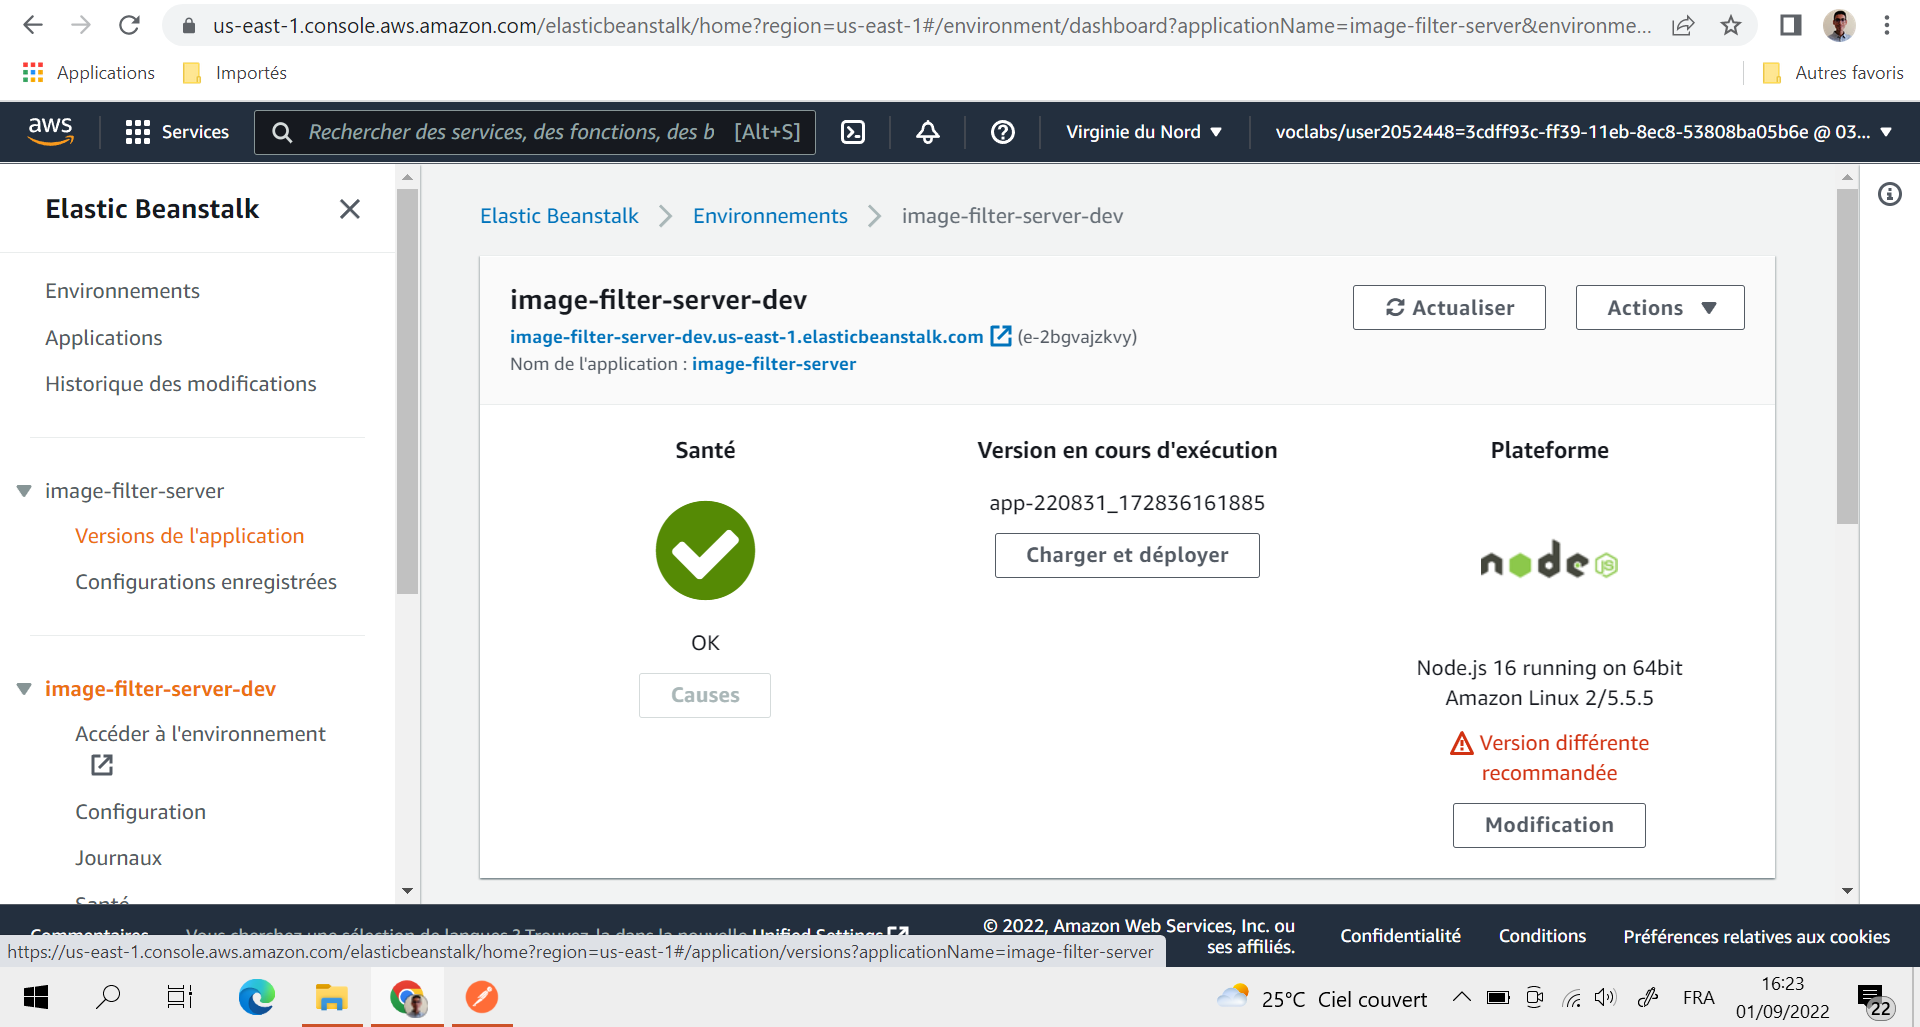 us-east-1.console.aws.amazon.com/elasticbeanstalk/home?region=us-east-1#/environment/dashboard?applicationName=image-filter-server&environme...
Applications
Importés
Autres favoris
aws
Services
Rechercher des services, des fonctions, des b
[Alt+S]
Virginie du Nord
voclabs/user2052448=3cdff93c-ff39-11eb-8ec8-53808ba05b6e @ 03...
Elastic Beanstalk
Environnements
Applications
Historique des modifications
image-filter-server
Versions de l'application
Configurations enregistrées
image-filter-server-dev
Accéder à l'environnement
Configuration
Journaux
Santé
Elastic Beanstalk
Environnements
image-filter-server-dev
image-filter-server-dev
image-filter-server-dev.us-east-1.elasticbeanstalk.com (e-2bgvajzkvy)
Nom de l'application : image-filter-server
Actualiser
Actions
Santé
OK
Causes
Version en cours d'exécution
app-220831_172836161885
Charger et déployer
Plateforme
node
JS
Node.js 16 running on 64bit
Amazon Linux 2/5.5.5
Version différente
recommandée
Modification
Commentaires
Vous cherchez une sélection de langues ? Trouvez-la dans la nouvelle Unified Settings
© 2022, Amazon Web Services, Inc. ou
ses affiliés.
Confidentialité
Conditions
Préférences relatives aux cookies
https://us-east-1.console.aws.amazon.com/elasticbeanstalk/home?region=us-east-1#/application/versions?applicationName=image-filter-server
25°C Ciel couvert
FRA
16:23
01/09/2022
22